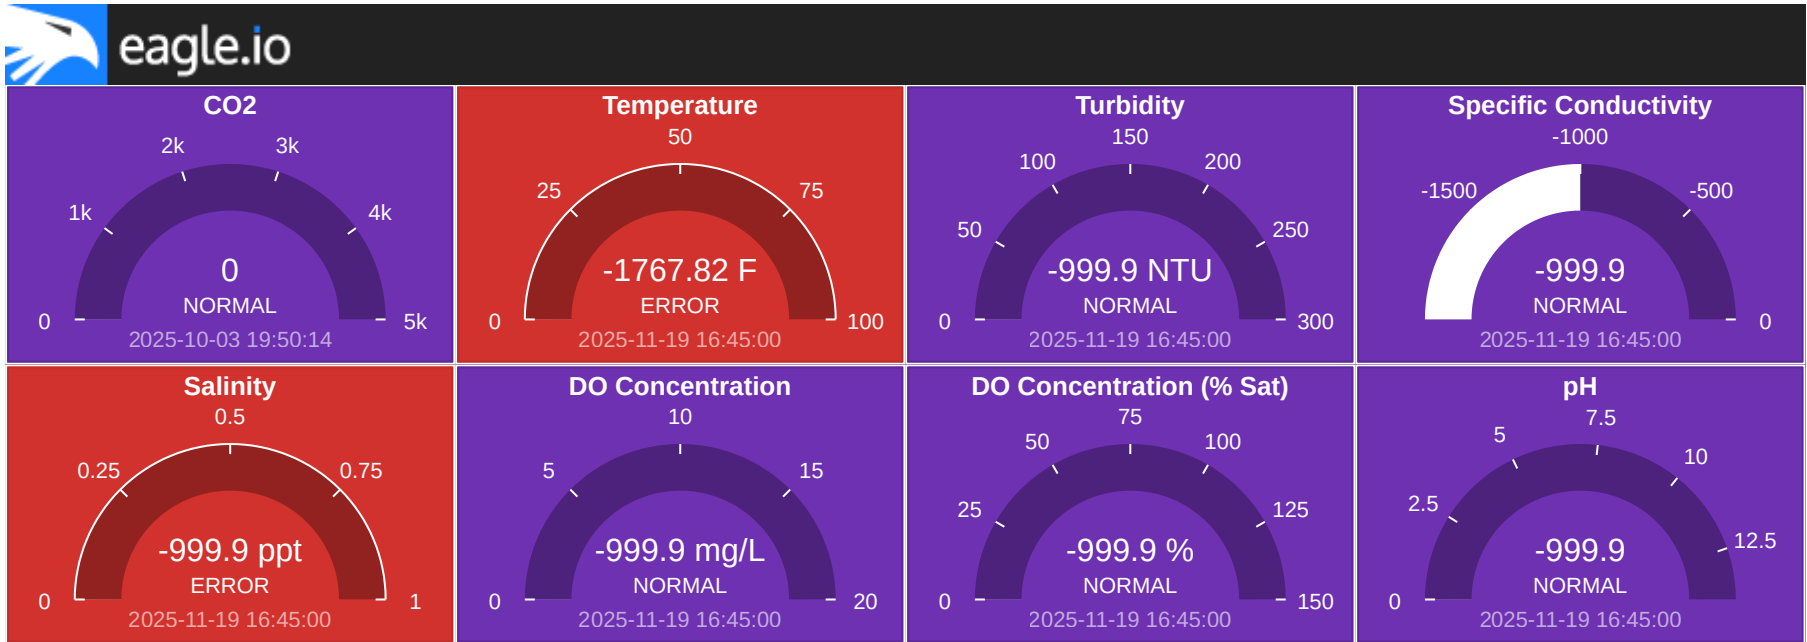 eagle.io
CO2
2k 3k
1k 4k
0
NORMAL
0 5k
2025-10-03 19:50:14
Temperature
50
25 75
-1767.82 F
ERROR
0 100
2025-11-19 16:45:00
Turbidity
150
100 200
50 250
-999.9 NTU
NORMAL
0 300
2025-11-19 16:45:00
Specific Conductivity
-1000
-1500 -500
-999.9
NORMAL
0
2025-11-19 16:45:00
Salinity
0.5
0.25 0.75
-999.9 ppt
ERROR
0 1
2025-11-19 16:45:00
DO Concentration
10
5 15
-999.9 mg/L
NORMAL
0 20
2025-11-19 16:45:00
DO Concentration (% Sat)
75
50 100
25 125
-999.9 %
NORMAL
0 150
2025-11-19 16:45:00
pH
7.5
5 10
2.5 12.5
-999.9
NORMAL
0
2025-11-19 16:45:00